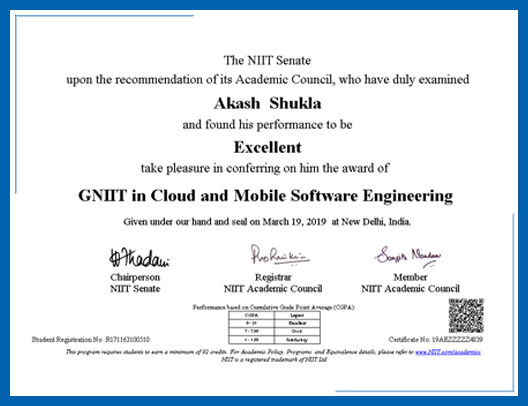 The NIIT Senate
upon the recommendation of its Academic Council, who have duly examined
Akash Shukla
and found his performance to be
Excellent
take pleasure in conferring on him the award of
GNIIT in Cloud and Mobile Software Engineering
Given under our hand and seal on March 19, 2019 at New Delhi, India.
Chairperson
NIIT Senate
Registrar
NIIT Academic Council
Member
NIIT Academic Council
Performance based on Cumulative Grade Point Average (CGPA):
CGPA Legend
8 - 10 Excellent
Good
Satisfactory
Student Registration No :R171163100510
Certificate No: 19AEZZZZZ4839
This program requires students to earn a minimum of 92 credits. For Academic Policy, Programs and Equivalence details, please refer to www.NIIT.com/academics
NIIT is a registered trademark of NIIT Ltd